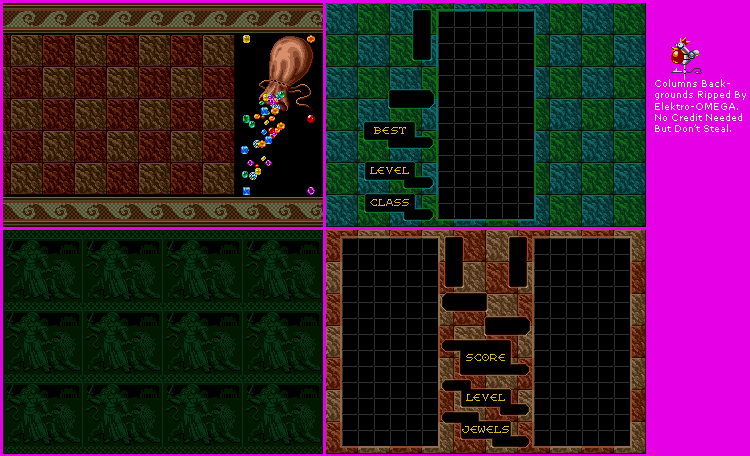 BEST
LEVEL
CLASS
SCORE
LEVEL
JEWELS
Columns Back-
grounds Ripped By
Elektro-OMEGA.
No Credit Needed
But Don't Steal.